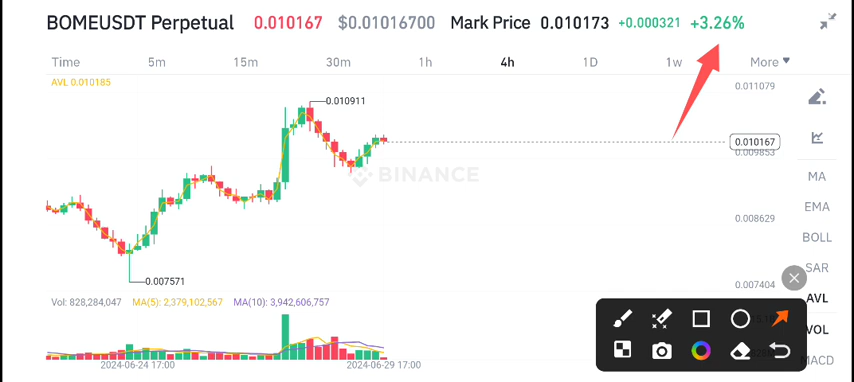 BOMEUSDT Perpetual 0.010167 $0.01016700 Mark Price 0.010173 +0.000321 +3.26%
Time 5m 15m 30m 1h 4h 1D 1w More
AVL 0.010185
0.011079
0.010911
0.010167
0.009853
BINANCE
MA
EMA
0.008629
BOLL
SAR
0.007571
0.007404
Vol: 828,284,047 MA(5): 2,379,102,567 MA(10): 3,942,606,757
AVL
VOL
MACD
2024-06-24 17:00 2024-06-29 17:00